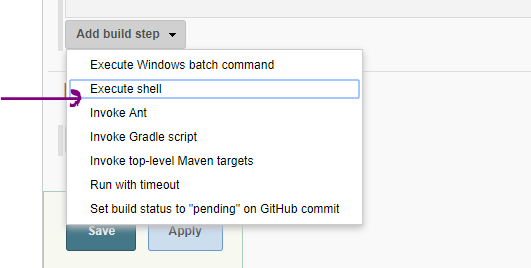 Add build step
Execute Windows batch command
Execute shell
Invoke Ant
Invoke Gradle script
Invoke top-level Maven targets
Run with timeout
Set build status to "pending" on GitHub commit
Save
Apply